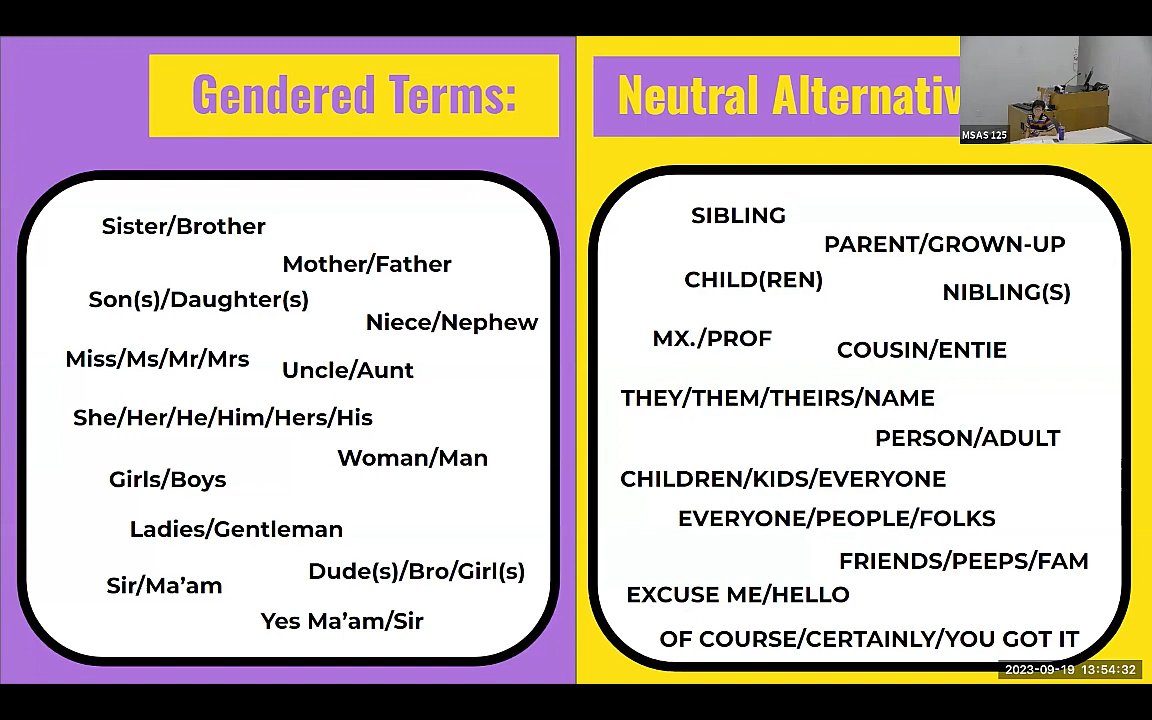 Gendered Terms:
Sister/Brother
Mother/Father
Son(s)/Daughter(s)
Niece/Nephew
Miss/Ms/Mr/Mrs
Uncle/Aunt
She/Her/He/Him/Hers/His
Woman/Man
Girls/Boys
Ladies/Gentleman
Dude(s)/Bro/Girl(s)
Sir/Ma’am
Yes Ma’am/Sir
Neutral Alternativ
MSAS 125
SIBLING
PARENT/GROWN-UP
CHILD(REN)
NIBLING(S)
MX./PROF
COUSIN/ENTIE
THEY/THEM/THEIRS/NAME
PERSON/ADULT
CHILDREN/KIDS/EVERYONE
EVERYONE/PEOPLE/FOLKS
FRIENDS/PEEPS/FAM
EXCUSE ME/HELLO
OF COURSE/CERTAINLY/YOU GOT IT
2023-09-19 13:54:32